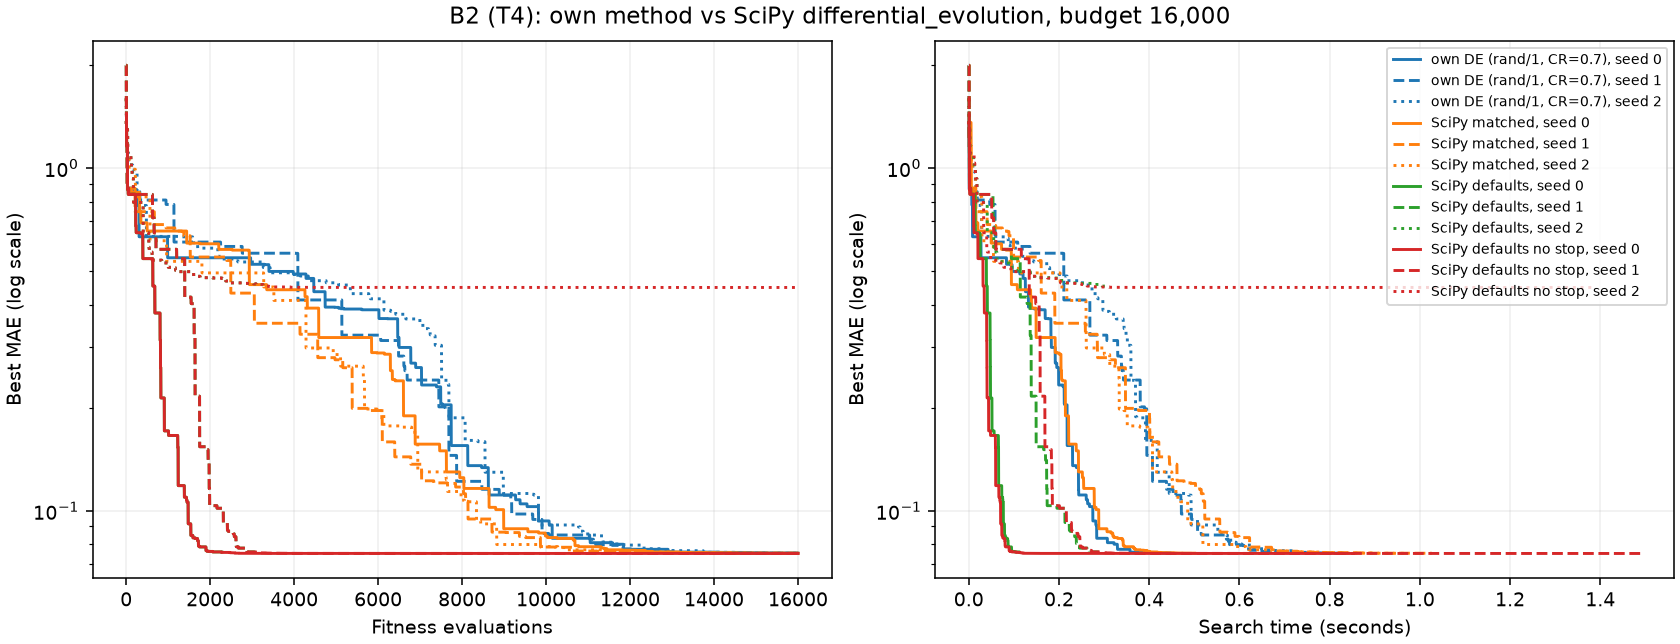 B2 (T4): own method vs SciPy differential_evolution, budget 16,000
Best MAE (log scale)
10⁰
10⁻¹
0 2000 4000 6000 8000 10000 12000 14000 16000
Fitness evaluations
Best MAE (log scale)
10⁰
10⁻¹
0.0 0.2 0.4 0.6 0.8 1.0 1.2 1.4
Search time (seconds)
own DE (rand/1, CR=0.7), seed 0
own DE (rand/1, CR=0.7), seed 1
own DE (rand/1, CR=0.7), seed 2
SciPy matched, seed 0
SciPy matched, seed 1
SciPy matched, seed 2
SciPy defaults, seed 0
SciPy defaults, seed 1
SciPy defaults, seed 2
SciPy defaults no stop, seed 0
SciPy defaults no stop, seed 1
SciPy defaults no stop, seed 2